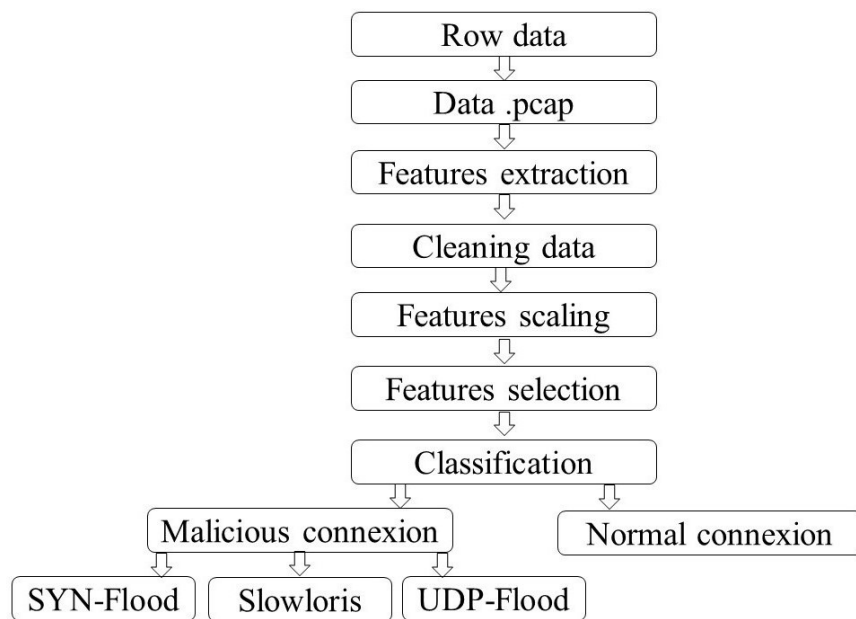 Row data
Data .pcap
Features extraction
Cleaning data
Features scaling
Features selection
Classification
Malicious connexion
Normal connexion
SYN-Flood
Slowloris
UDP-Flood